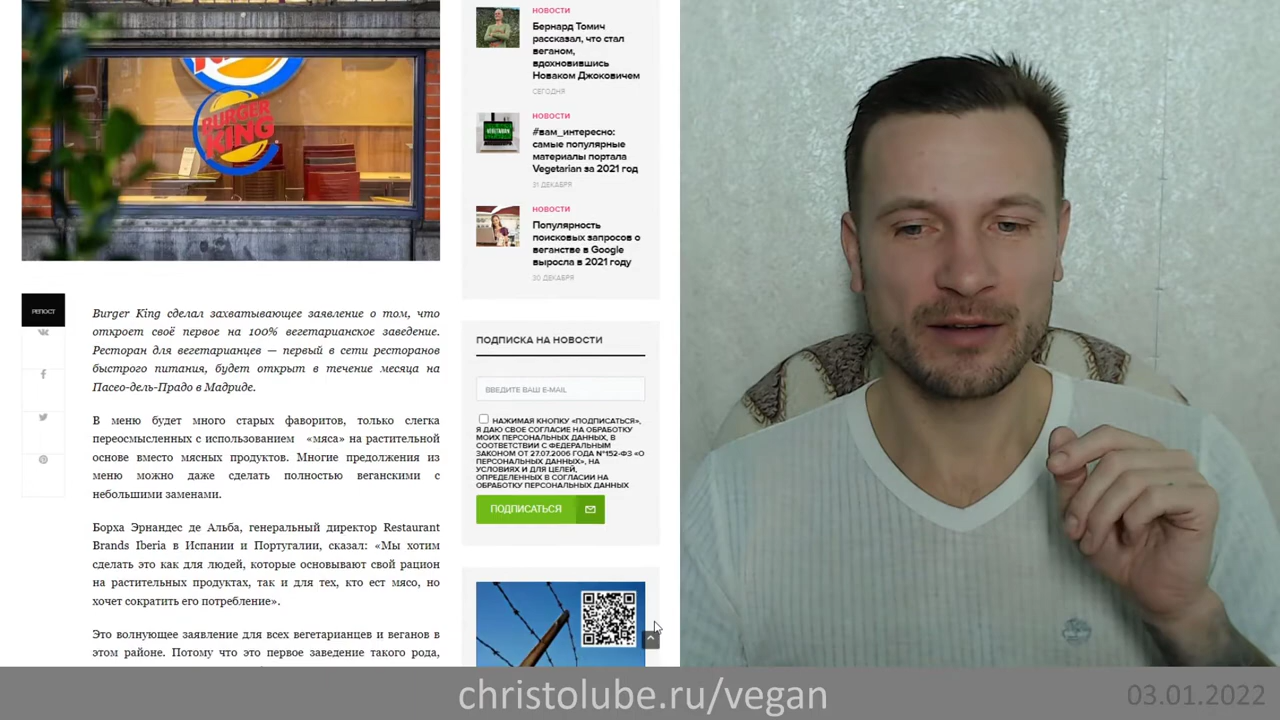 BURGER
KING
РЕПОСТ
Burger King сделал захватывающее заявление о том, что
откроет своё первое на 100% вегетарианское заведение.
Ресторан для вегетарианцев — первый в сети ресторанов
быстрого питания, будет открыт в течение месяца на
Пасео-дель-Прадо в Мадриде.
В меню будет много старых фаворитов, только слегка
переосмысленных с использованием «мяса» на растительной
основе вместо мясных продуктов. Многие предложения из
меню можно даже сделать полностью веганскими с
небольшими заменами.
Борха Эрнандес де Альба, генеральный директор Restaurant
Brands Iberia в Испании и Португалии, сказал: «Мы хотим
сделать это как для людей, которые основывают свой рацион
на растительных продуктах, так и для тех, кто ест мясо, но
хочет сократить его потребление».
Это волнующее заявление для всех вегетарианцев и веганов в
этом районе. Потому что это первое заведение такого рода,
НОВОСТИ
Бернард Томич
рассказал, что стал
веганом,
вдохновившись
Новаком Джоковичем
СЕГОДНЯ
НОВОСТИ
#вам_интересно:
самые популярные
материалы портала
Vegetarian за 2021 год
31 ДЕКАБРЯ
НОВОСТИ
Популярность
поисковых запросов о
веганстве в Google
выросла в 2021 году
30 ДЕКАБРЯ
ПОДПИСКА НА НОВОСТИ
ВВЕДИТЕ ВАШ E-MAIL
НАЖИМАЯ КНОПКУ «ПОДПИСАТЬСЯ»,
Я ДАЮ СВОЕ СОГЛАСИЕ НА ОБРАБОТКУ
МОИХ ПЕРСОНАЛЬНЫХ ДАННЫХ, В
СООТВЕТСТВИИ С ФЕДЕРАЛЬНЫМ
ЗАКОНОМ ОТ 27.07.2006 ГОДА №152-ФЗ «О
ПЕРСОНАЛЬНЫХ ДАННЫХ», НА
УСЛОВИЯХ И ДЛЯ ЦЕЛЕЙ,
ОПРЕДЕЛЕННЫХ В СОГЛАСИИ НА
ОБРАБОТКУ ПЕРСОНАЛЬНЫХ ДАННЫХ
ПОДПИСАТЬСЯ
christolube.ru/vegan
03.01.2022